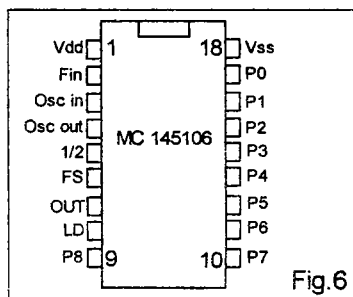 Vdd 1 18 Vss
Fin P0
Osc in P1
Osc out P2
MC 145106
1/2 P3
FS P4
OUT P5
LD P6
P8 9 10 P7
Fig.6